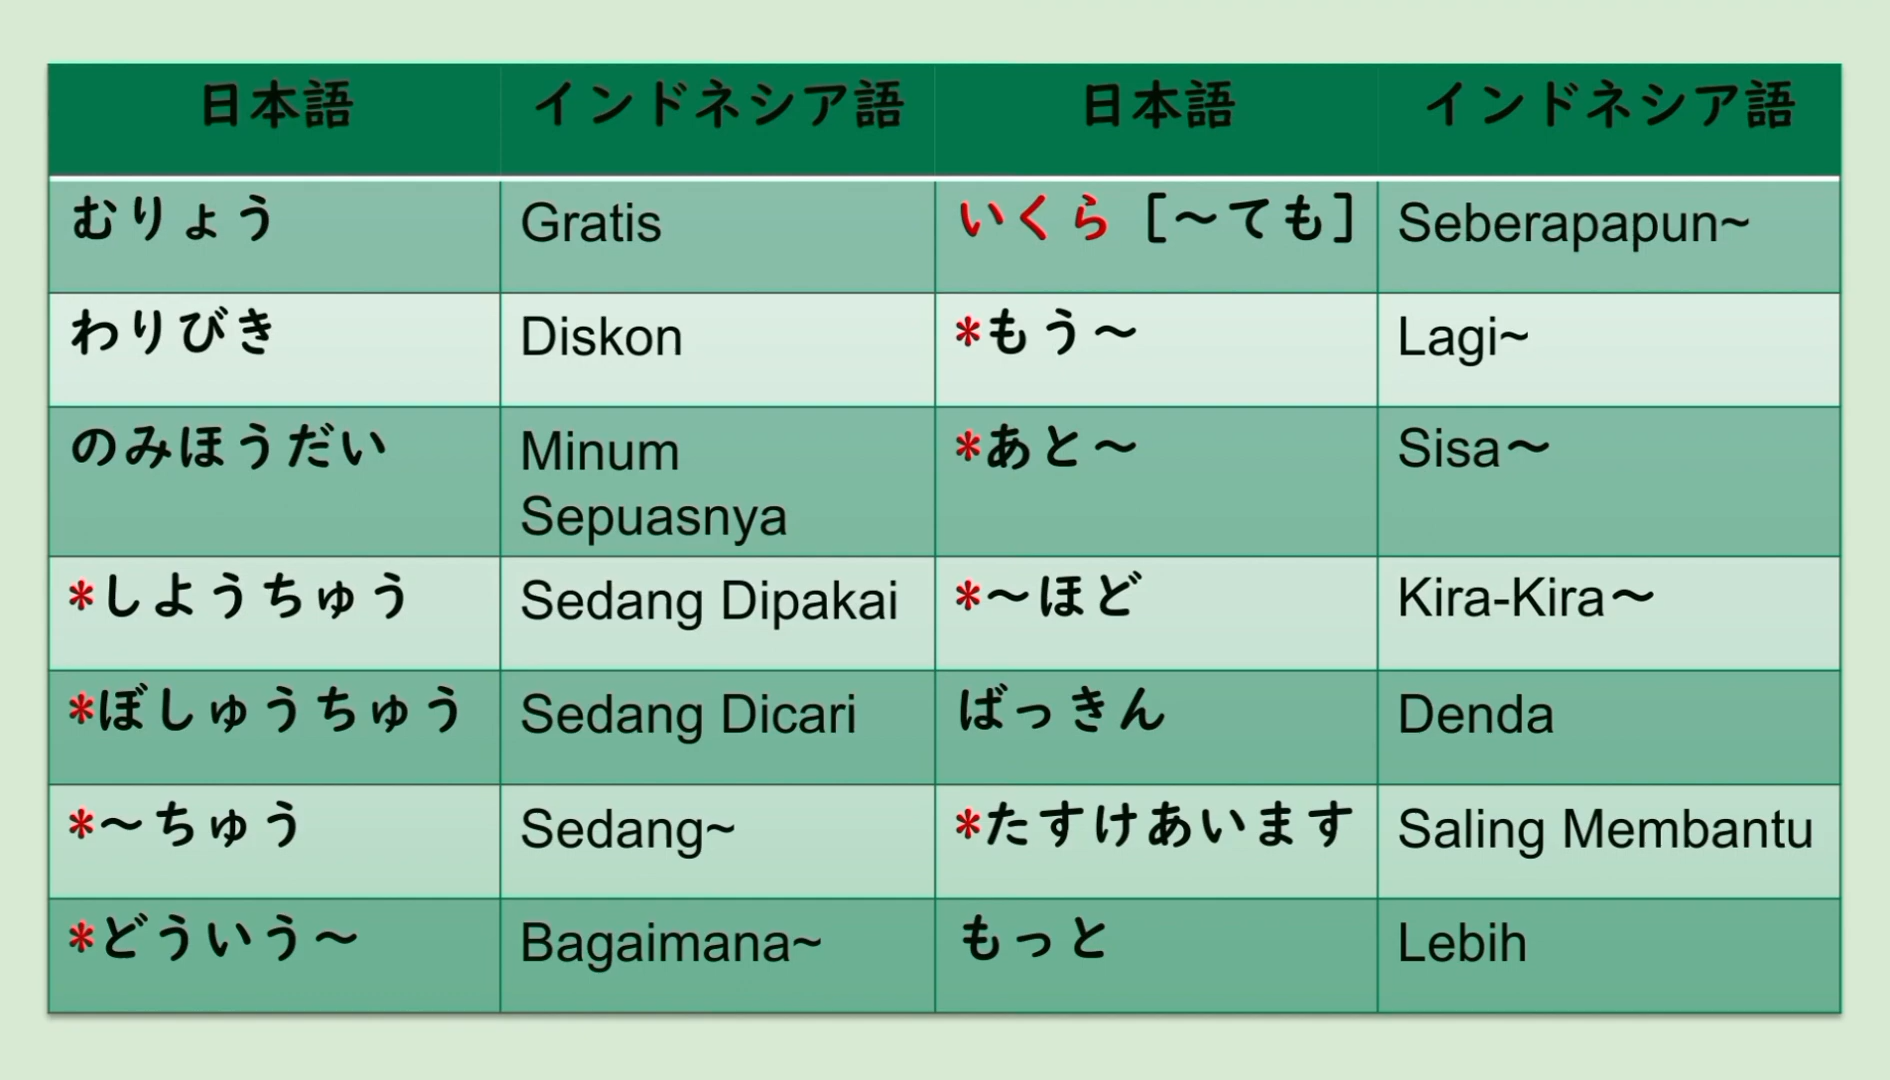 日本語 インドネシア語 日本語 インドネシア語
むりょう Gratis いくら［～ても］ Seberapapun~
わりびき Diskon *もう～ Lagi~
のみほうだい Minum Sepuasnya *あと～ Sisa～
*しようちゅう Sedang Dipakai *～ほど Kira-Kira～
*ぼしゅうちゅう Sedang Dicari ばっきん Denda
*～ちゅう Sedang~ *たすけあいます Saling Membantu
*どういう～ Bagaimana~ もっと Lebih